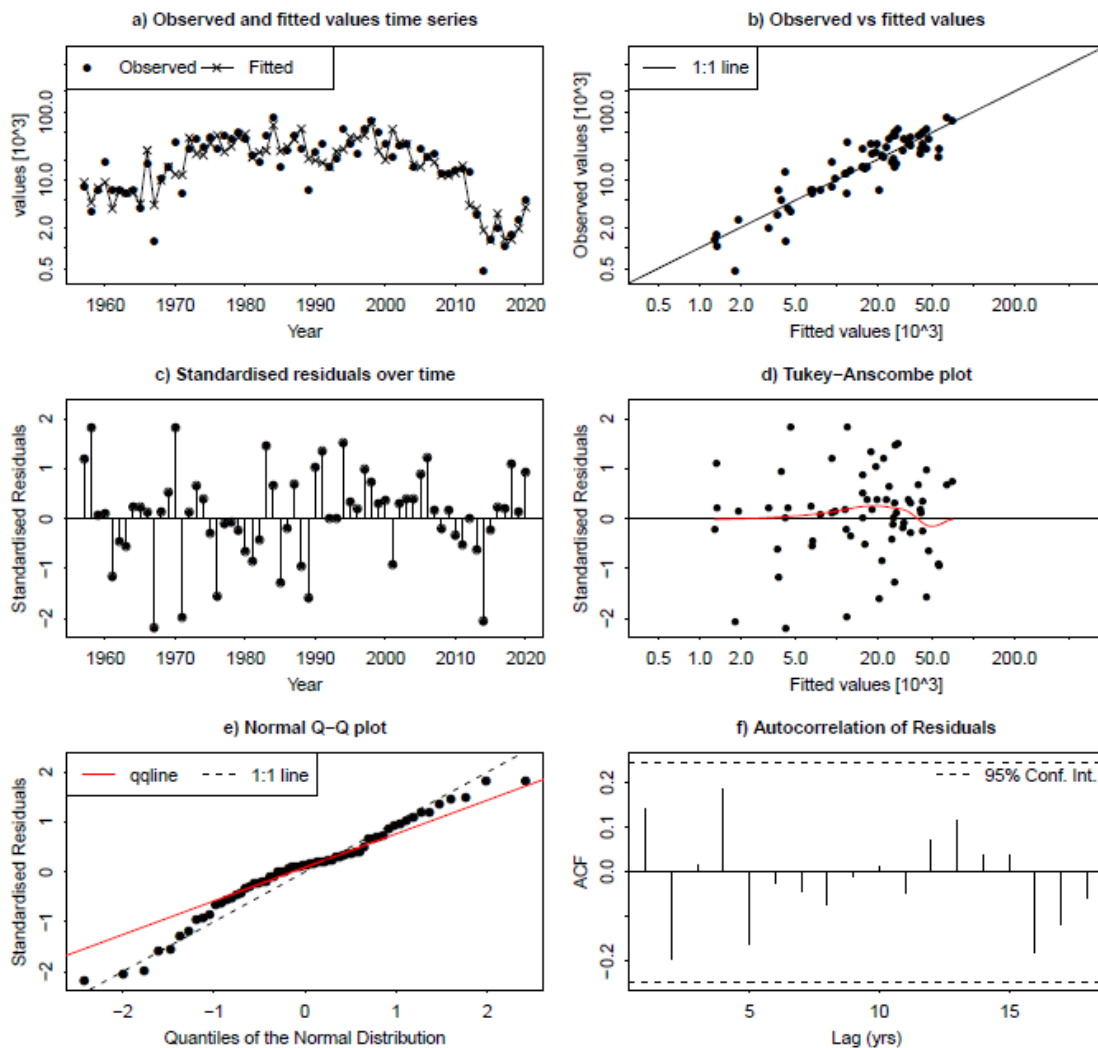 a) Observed and fitted values time series
Observed
Fitted
values [10^3]
100.0
10.0
2.0
0.5
1960 1970 1980 1990 2000 2010 2020
Year
b) Observed vs fitted values
1:1 line
Observed values [10^3]
100.0
10.0
2.0
0.5
0.5 1.0 2.0 5.0 20.0 50.0 200.0
Fitted values [10^3]
c) Standardised residuals over time
Standardised Residuals
2
1
0
−1
−2
1960 1970 1980 1990 2000 2010 2020
Year
d) Tukey−Anscombe plot
Standardised Residuals
2
1
0
−1
−2
0.5 1.0 2.0 5.0 20.0 50.0 200.0
Fitted values [10^3]
e) Normal Q−Q plot
qqline
1:1 line
Standardised Residuals
2
1
0
−1
−2
−2 −1 0 1 2
Quantiles of the Normal Distribution
f) Autocorrelation of Residuals
95% Conf. Int.
ACF
0.2
0.0
−0.2
5 10 15
Lag (yrs)